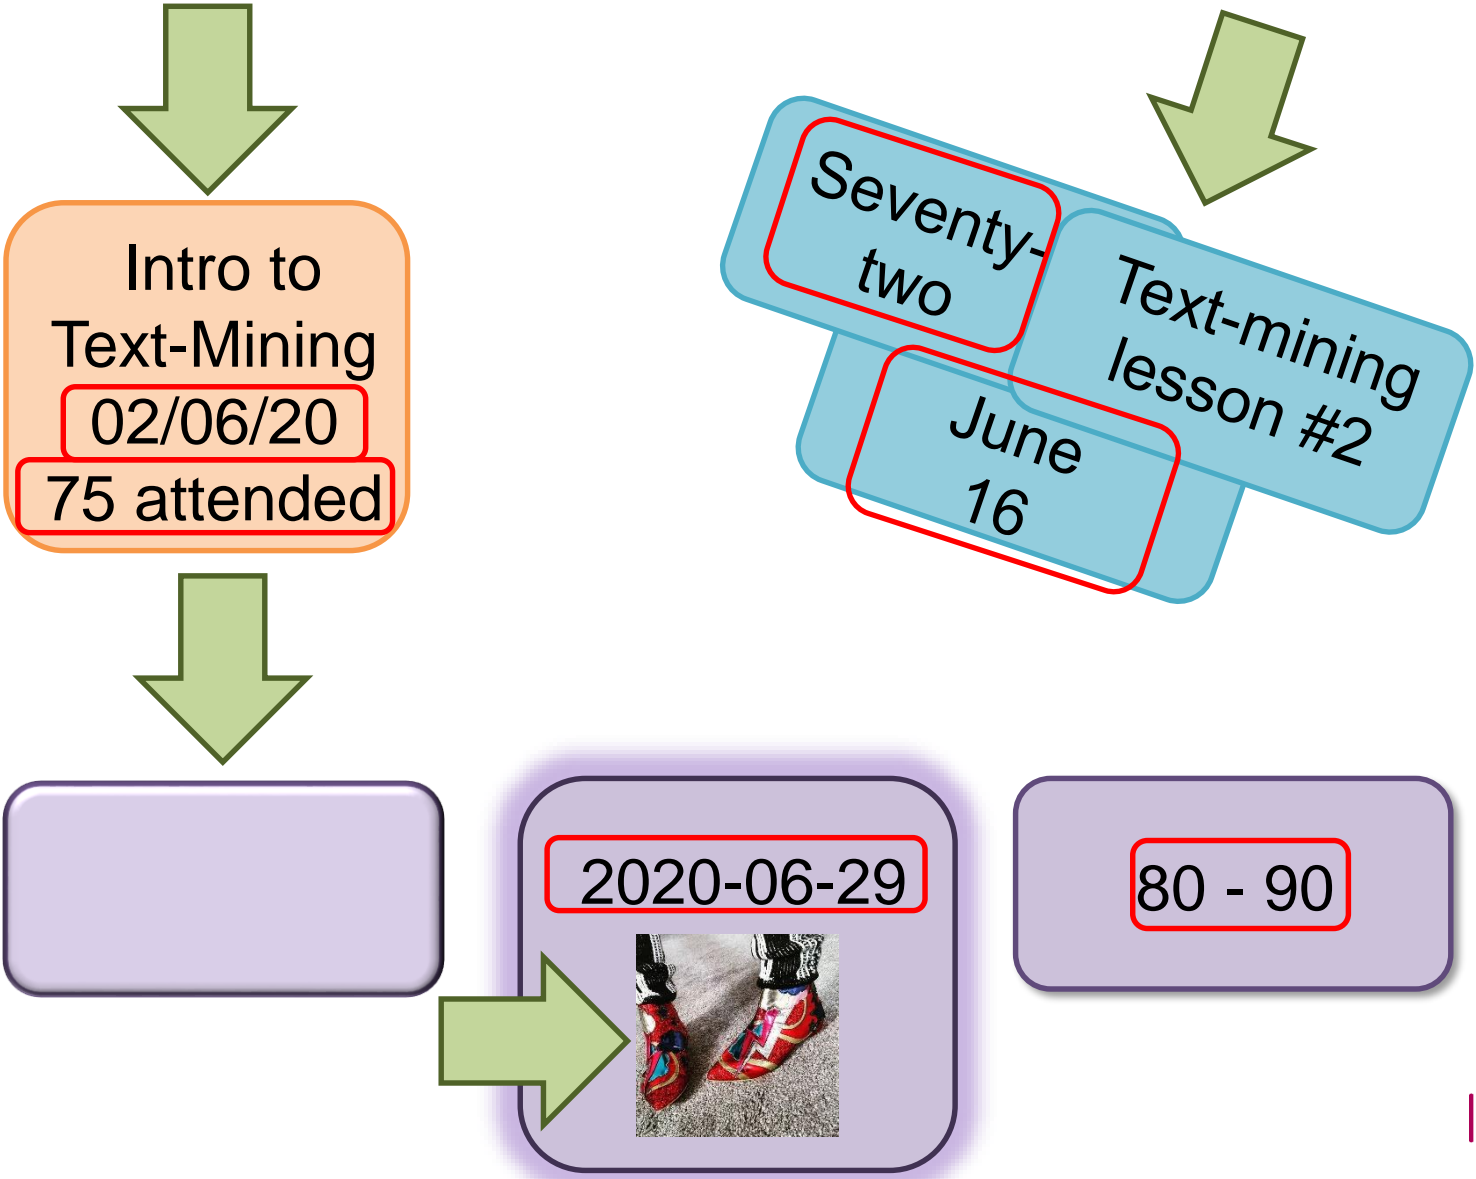 Intro to
Text-Mining
02/06/20
75 attended
Seventy-
two
Text-mining
lesson #2
June
16
2020-06-29
80 - 90